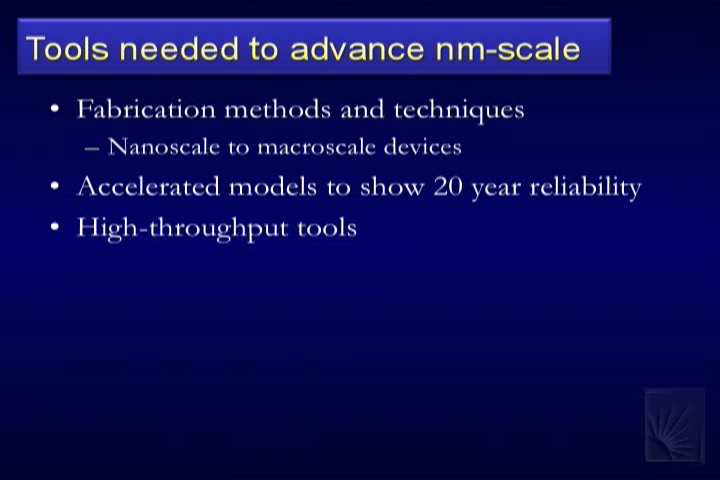 Tools needed to advance nm-scale
• Fabrication methods and techniques
– Nanoscale to macroscale devices
• Accelerated models to show 20 year reliability
• High-throughput tools